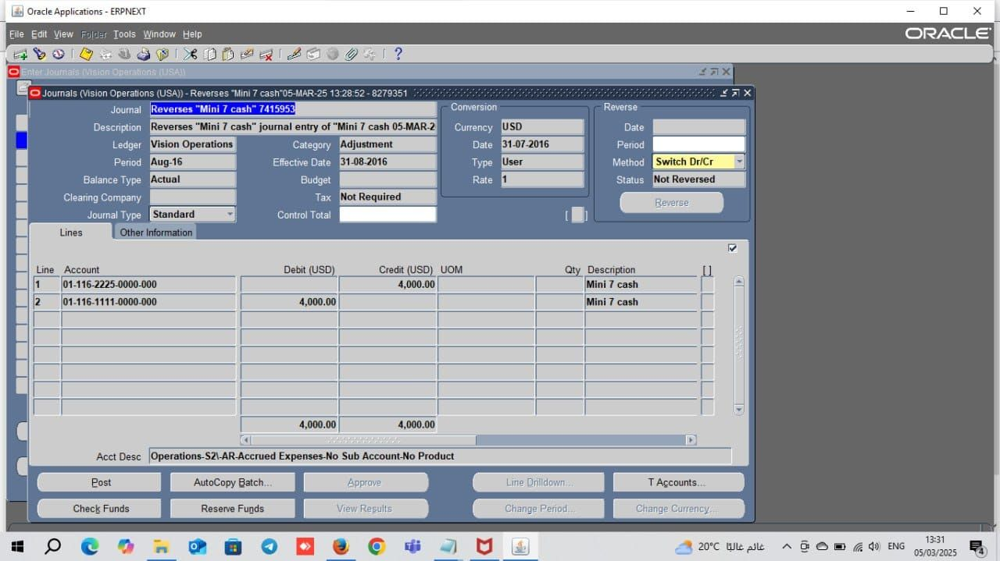 Oracle Applications - ERPNEXT
File Edit View Folder Tools Window Help
ORACLE
Enter Journals (Vision Operations (USA))
Journals (Vision Operations (USA)) - Reverses "Mini 7 cash"05-MAR-25 13:28:52 - 8279351
Journal Reverses "Mini 7 cash" 7415953
Description Reverses "Mini 7 cash" journal entry of "Mini 7 cash 05-MAR-2
Ledger Vision Operations Category Adjustment
Period Aug-16 Effective Date 31-08-2016
Balance Type Actual Budget
Clearing Company Tax Not Required
Journal Type Standard Control Total
Conversion
Currency USD
Date 31-07-2016
Type User
Rate 1
[ ]
Reverse
Date
Period
Method Switch Dr/Cr
Status Not Reversed
Reverse
Lines Other Information
Line Account Debit (USD) Credit (USD) UOM Qty Description [ ]
1 01-116-2225-0000-000 4,000.00 Mini 7 cash
2 01-116-1111-0000-000 4,000.00 Mini 7 cash
4,000.00 4,000.00
Acct Desc Operations-S2\-AR-Accrued Expenses-No Sub Account-No Product
Post AutoCopy Batch... Approve Line Drilldown... T Accounts...
Check Funds Reserve Funds View Results Change Period... Change Currency...
20°C غائم غالبًا ENG 13:31
05/03/2025 4